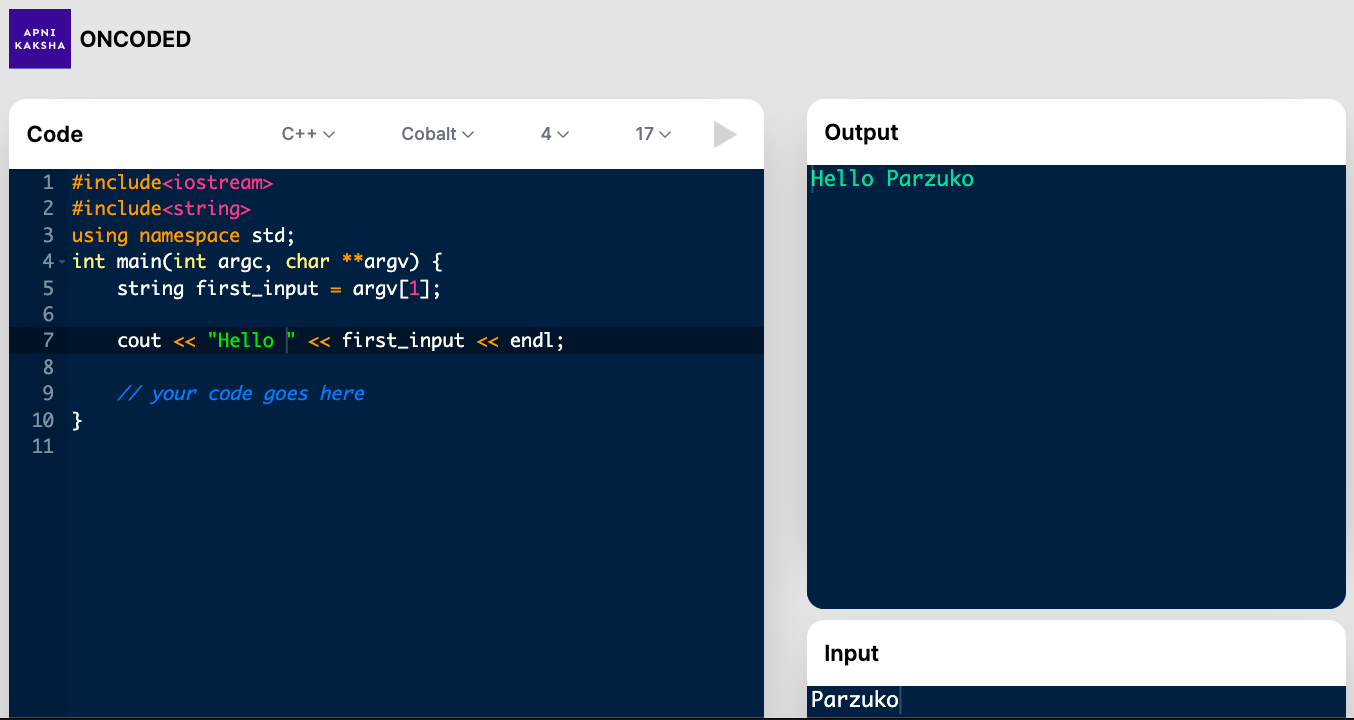 APNI
KAKSHA
ONCODED
Code
C++
Cobalt
4
17
1 #include<iostream>
2 #include<string>
3 using namespace std;
4 int main(int argc, char **argv) {
5     string first_input = argv[1];
6
7     cout << "Hello " << first_input << endl;
8
9     // your code goes here
10 }
11
Output
Hello Parzuko
Input
Parzuko